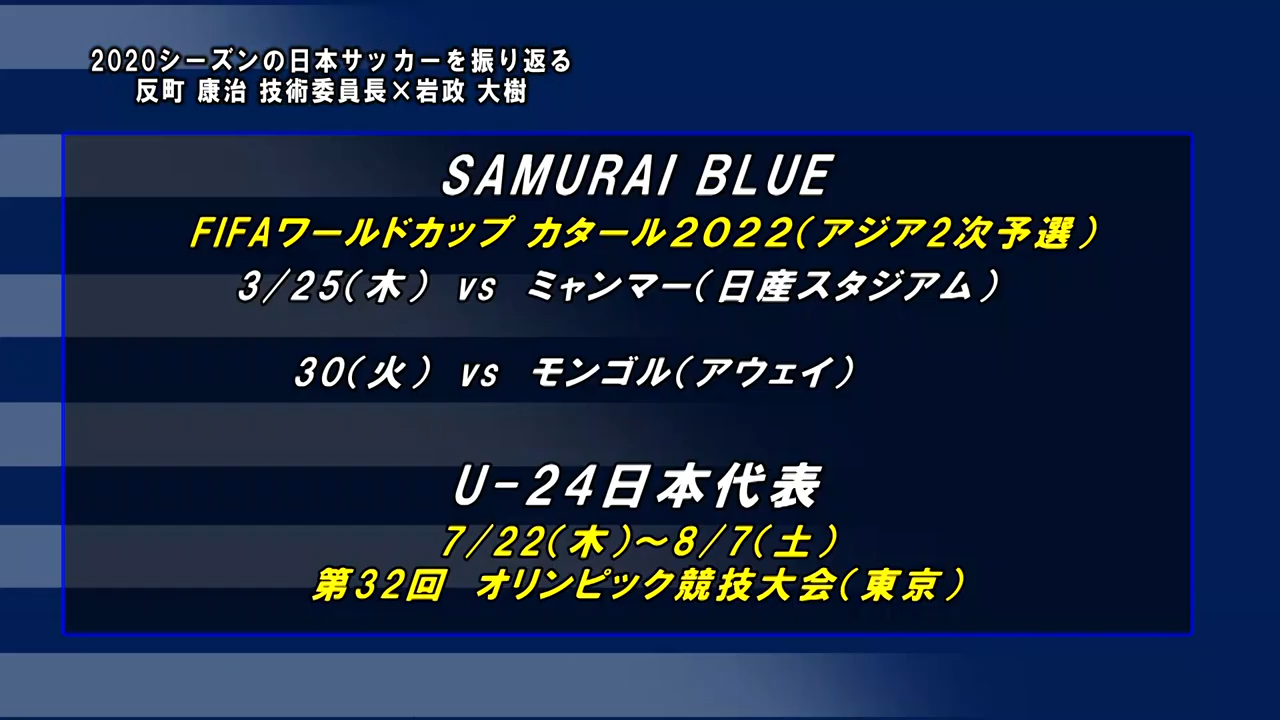 2020シーズンの日本サッカーを振り返る
反町 康治 技術委員長×岩政 大樹
SAMURAI BLUE
FIFAワールドカップ カタール2022(アジア2次予選)
3/25(木) vs ミャンマー(日産スタジアム)
30(火) vs モンゴル(アウェイ)
U-24日本代表
7/22(木)～8/7(土)
第32回 オリンピック競技大会(東京)